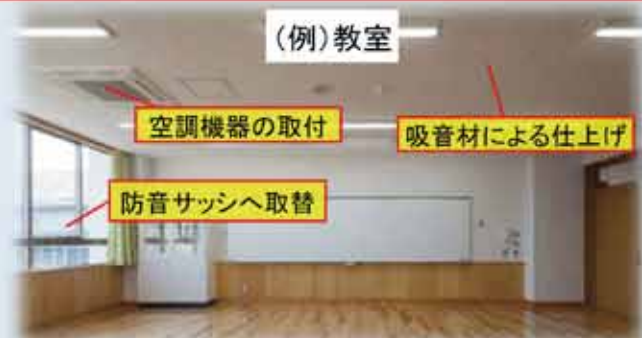 (例)教室
空調機器の取付
吸音材による仕上げ
防音サッシへ取替